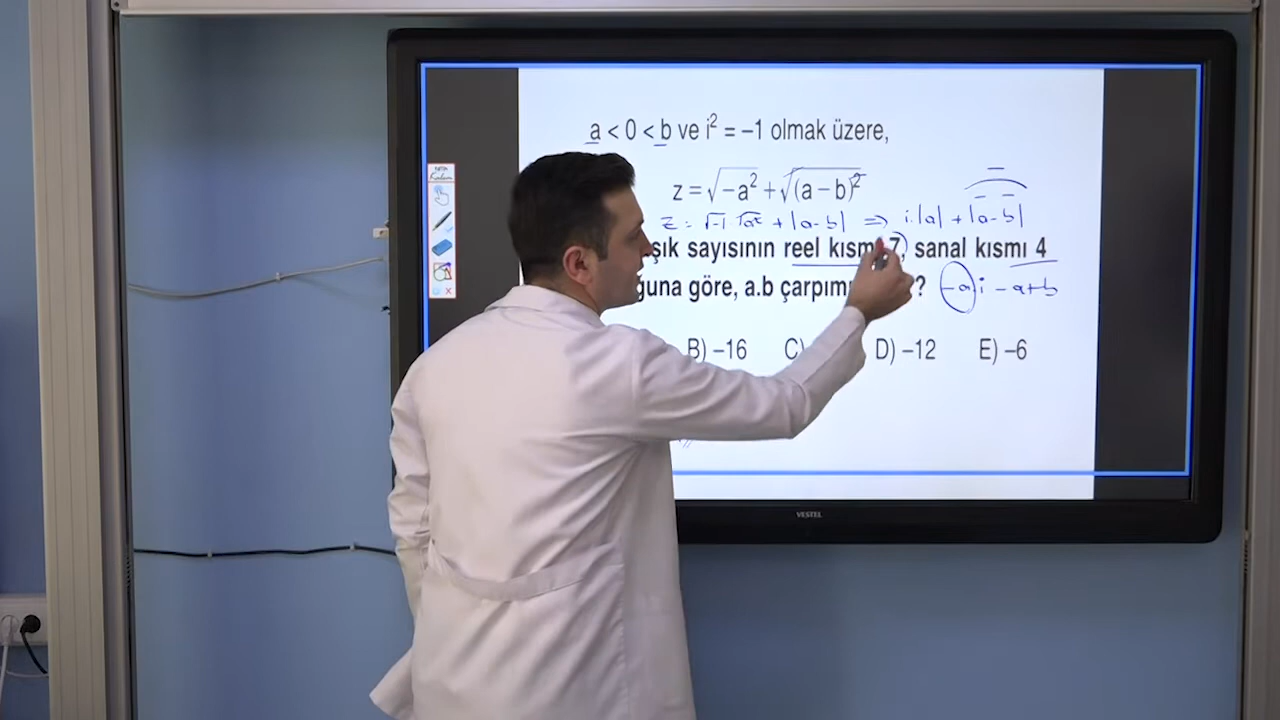 a < 0 < b ve i² = –1 olmak üzere,
z = √–a² + √(a – b)²
z = √-1 · √a² + |a-b| ⇒ i.|a| + |a-b|
şık sayısının reel kısmı 7, sanal kısmı 4
göre, a.b çarpımı ?
-a i - a+b
B) –16 C) D) –12 E) –6
VESTEL